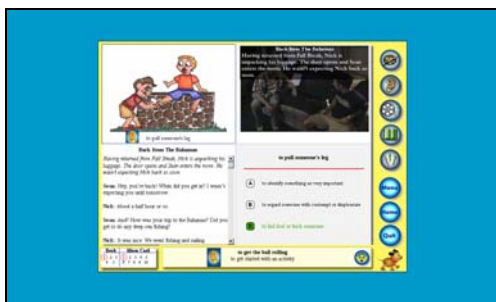 to pull someone's leg
Back from The Bahamas
Having returned from Fall Break, Nick is
unpacking his luggage. The door opens and Sean
enters the room. He wasn't expecting Nick back so
soon.
Back from The Bahamas
Having returned from Fall Break, Nick is unpacking his
luggage. The door opens and Sean enters the room. He
wasn't expecting Nick back so soon.
Sean: Hey, you're back! When did you get in? I wasn't
expecting you until tomorrow.
Nick: About a half hour or so.
Sean: And? How was your trip to the Bahamas? Did you
get to do any deep sea fishing?
Nick: It was nice. We went fishing and sailing
to pull someone's leg
A to identify something as very important
B to regard someone with contempt or displeasure
to fool or trick someone
Menu
Quit
Book
Idiom Card
to get the ball rolling
to get started with an activity